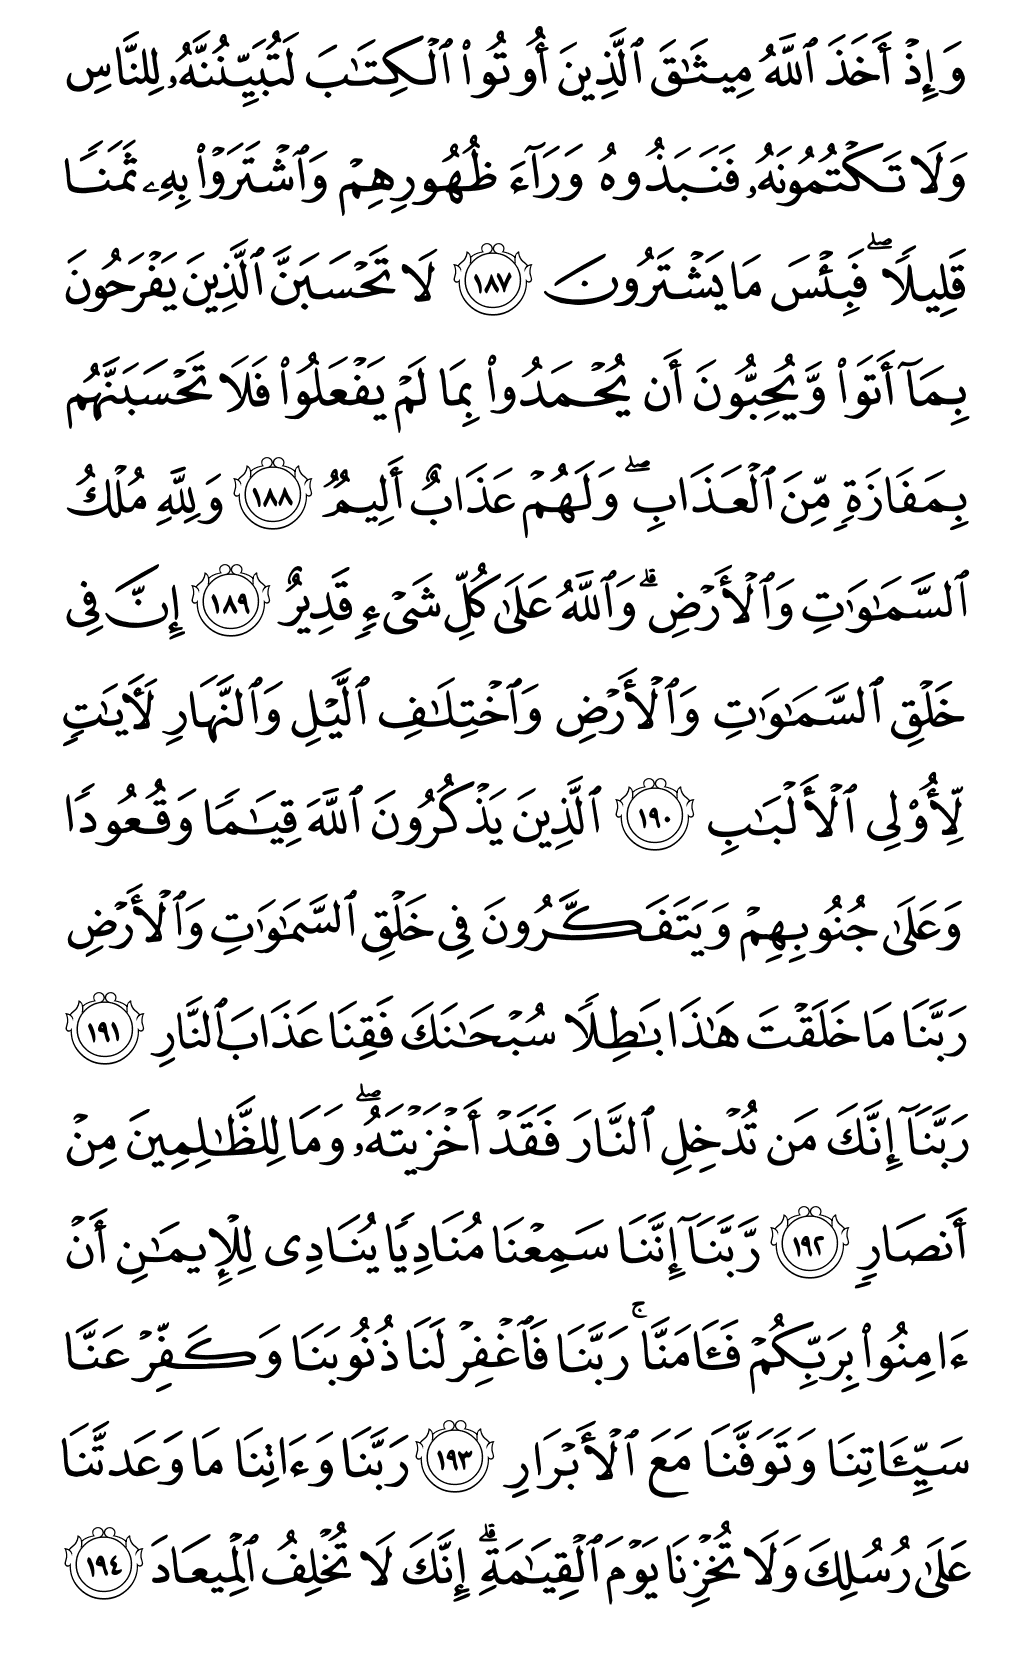 وَإِذْ أَخَذَ ٱللَّهُ مِيثَٰقَ ٱلَّذِينَ أُوتُوا۟ ٱلْكِتَٰبَ لَتُبَيِّنُنَّهُۥ لِلنَّاسِ
وَلَا تَكْتُمُونَهُۥ فَنَبَذُوهُ وَرَآءَ ظُهُورِهِمْ وَٱشْتَرَوْا۟ بِهِۦ ثَمَنًا
قَلِيلًا ۖ فَبِئْسَ مَا يَشْتَرُونَ ١٨٧ لَا تَحْسَبَنَّ ٱلَّذِينَ يَفْرَحُونَ
بِمَآ أَتَوا۟ وَّيُحِبُّونَ أَن يُحْمَدُوا۟ بِمَا لَمْ يَفْعَلُوا۟ فَلَا تَحْسَبَنَّهُم
بِمَفَازَةٍ مِّنَ ٱلْعَذَابِ ۖ وَلَهُمْ عَذَابٌ أَلِيمٌ ١٨٨ وَلِلَّهِ مُلْكُ
ٱلسَّمَٰوَٰتِ وَٱلْأَرْضِ ۗ وَٱللَّهُ عَلَىٰ كُلِّ شَىْءٍ قَدِيرٌ ١٨٩ إِنَّ فِى
خَلْقِ ٱلسَّمَٰوَٰتِ وَٱلْأَرْضِ وَٱخْتِلَٰفِ ٱلَّيْلِ وَٱلنَّهَارِ لَءَايَٰتٍ
لِّأُو۟لِى ٱلْأَلْبَٰبِ ١٩٠ ٱلَّذِينَ يَذْكُرُونَ ٱللَّهَ قِيَٰمًا وَقُعُودًا
وَعَلَىٰ جُنُوبِهِمْ وَيَتَفَكَّرُونَ فِى خَلْقِ ٱلسَّمَٰوَٰتِ وَٱلْأَرْضِ
رَبَّنَا مَا خَلَقْتَ هَٰذَا بَٰطِلًا سُبْحَٰنَكَ فَقِنَا عَذَابَ ٱلنَّارِ ١٩١
رَبَّنَآ إِنَّكَ مَن تُدْخِلِ ٱلنَّارَ فَقَدْ أَخْزَيْتَهُۥ ۖ وَمَا لِلظَّٰلِمِينَ مِنْ
أَنصَارٍ ١٩٢ رَّبَّنَآ إِنَّنَا سَمِعْنَا مُنَادِيًا يُنَادِى لِلْإِيمَٰنِ أَنْ
ءَامِنُوا۟ بِرَبِّكُمْ فَـَٔامَنَّا ۚ رَبَّنَا فَٱغْفِرْ لَنَا ذُنُوبَنَا وَكَفِّرْ عَنَّا
سَيِّـَٔاتِنَا وَتَوَفَّنَا مَعَ ٱلْأَبْرَارِ ١٩٣ رَبَّنَا وَءَاتِنَا مَا وَعَدتَّنَا
عَلَىٰ رُسُلِكَ وَلَا تُخْزِنَا يَوْمَ ٱلْقِيَٰمَةِ ۗ إِنَّكَ لَا تُخْلِفُ ٱلْمِيعَادَ ١٩٤